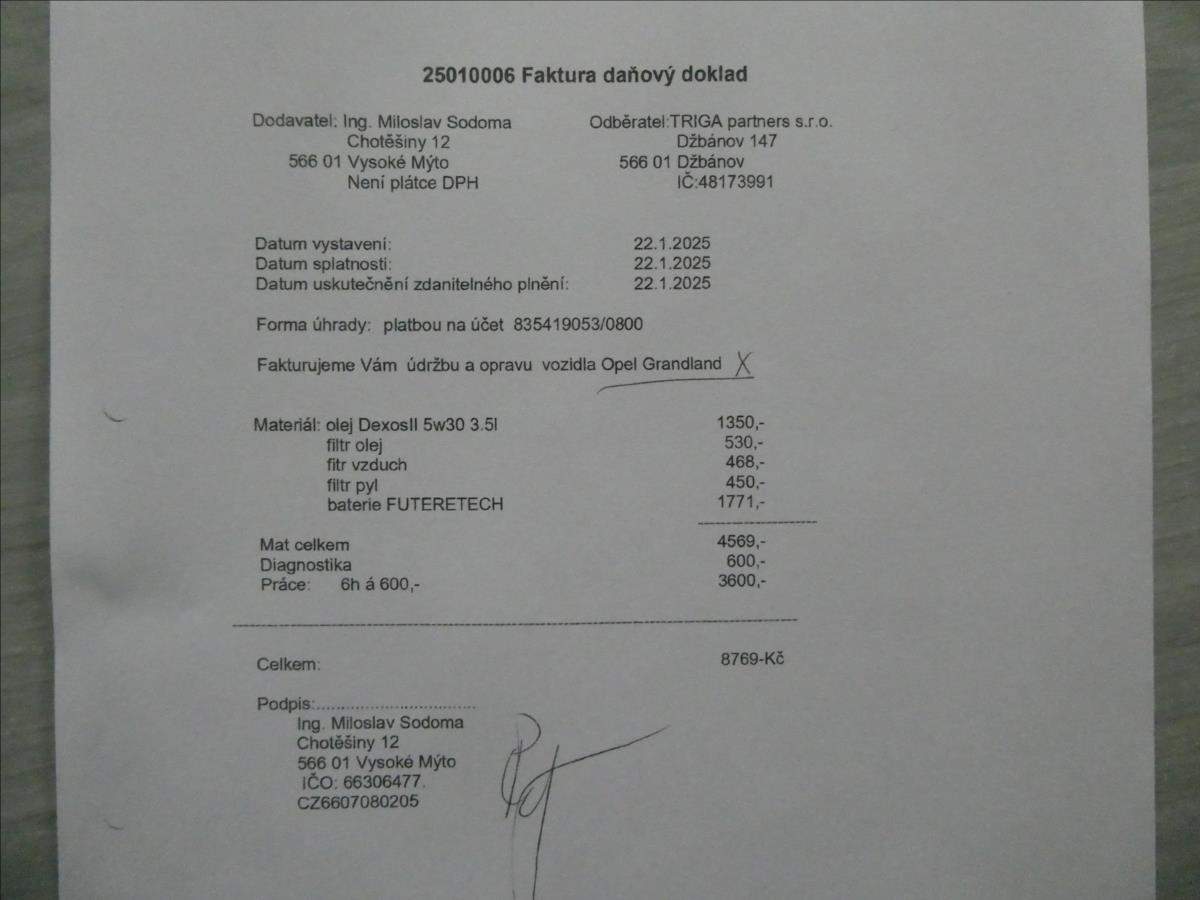 25010006 Faktura daňový doklad
Dodavatel: Ing. Miloslav Sodoma
Chotěšiny 12
566 01 Vysoké Mýto
Není plátce DPH
Odběratel:TRIGA partners s.r.o.
Džbánov 147
566 01 Džbánov
IČ:48173991
Datum vystavení: 22.1.2025
Datum splatnosti: 22.1.2025
Datum uskutečnění zdanitelného plnění: 22.1.2025
Forma úhrady: platbou na účet 835419053/0800
Fakturujeme Vám údržbu a opravu vozidla Opel Grandland X
Materiál: olej DexosII 5w30 3.5l 1350,-
filtr olej 530,-
fitr vzduch 468,-
filtr pyl 450,-
baterie FUTERETECH 1771,-
Mat celkem 4569,-
Diagnostika 600,-
Práce: 6h á 600,- 3600,-
Celkem: 8769-Kč
Podpis:
Ing. Miloslav Sodoma
Chotěšiny 12
566 01 Vysoké Mýto
IČO: 66306477.
CZ6607080205